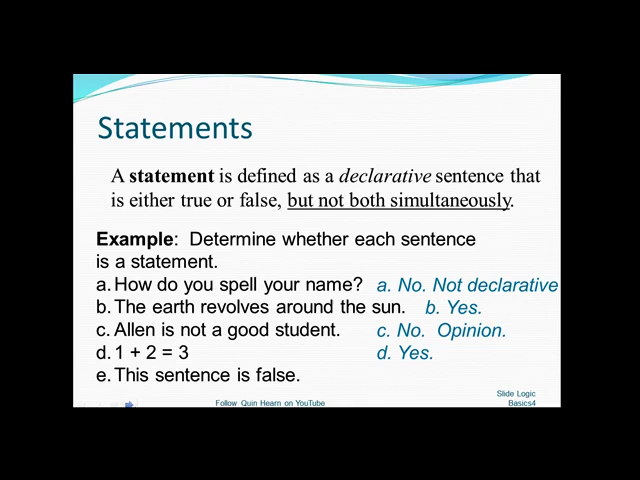 Statements
A statement is defined as a declarative sentence that
is either true or false, but not both simultaneously.
Example: Determine whether each sentence
is a statement.
a. How do you spell your name? a. No. Not declarative
b. The earth revolves around the sun. b. Yes.
c. Allen is not a good student. c. No. Opinion.
d. 1 + 2 = 3 d. Yes.
e. This sentence is false.
Follow Quin Hearn on YouTube
Slide Logic
Basics4